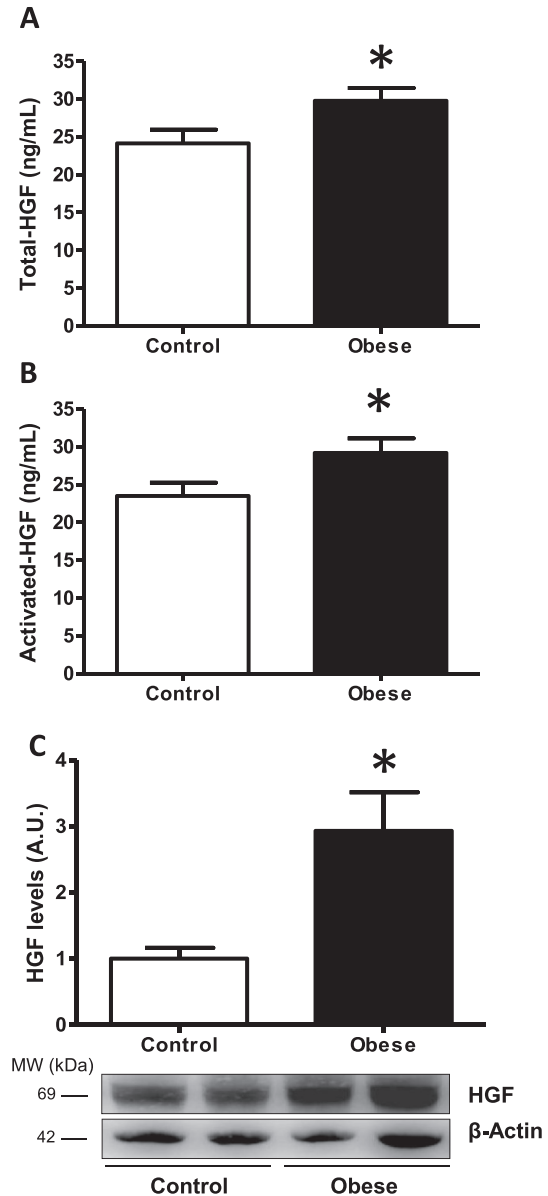 A
Total-HGF (ng/mL)
35
30
25
20
15
10
5
0
*
Control Obese
B
Activated-HGF (ng/mL)
35
30
25
20
15
10
5
0
*
Control Obese
C
HGF levels (A.U.)
4
3
2
1
0
*
Control Obese
MW (kDa)
69 HGF
42 β-Actin
Control Obese